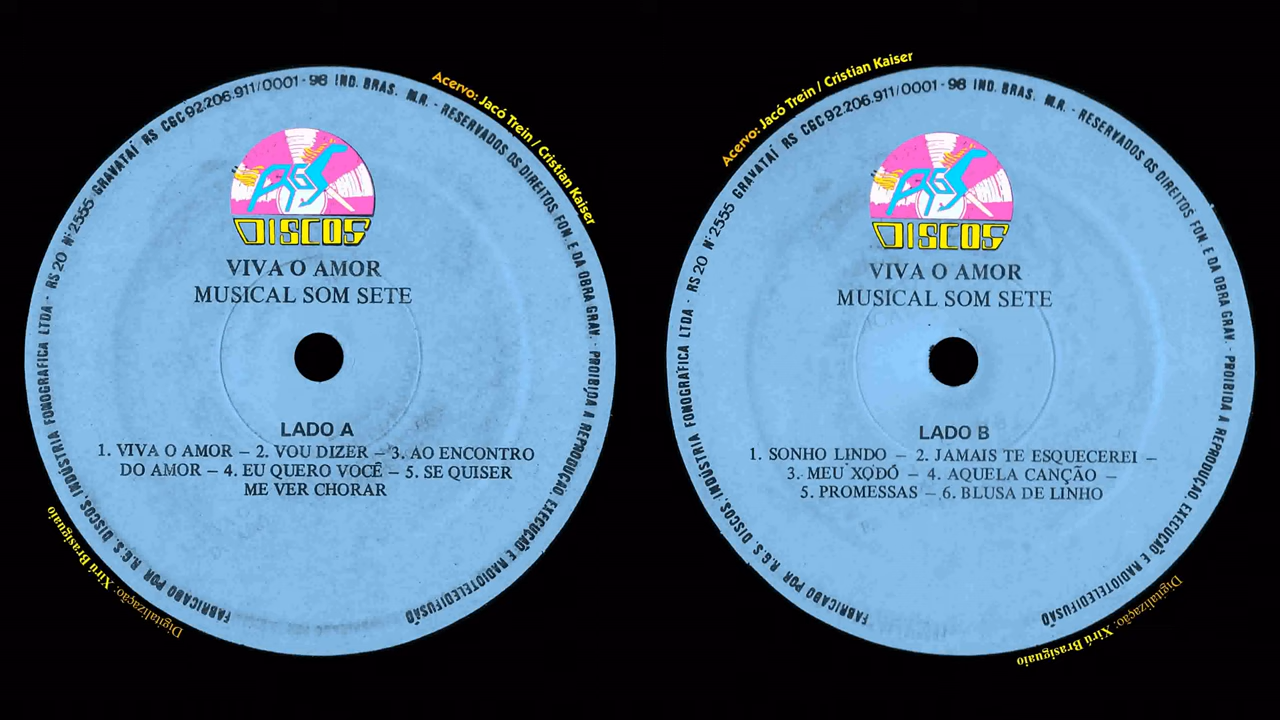 Acervo: Jacó Trein / Cristian Kaiser
FABRICADO POR R.G.S. DISCOS, INDUSTRIA FONOGRAFICA LTDA - RS 20 Nº 2555 GRAVATAÍ RS CGC 92.206.911/0001-98 IND. BRAS. M.R. - RESERVADOS OS DIREITOS FON. E DA OBRA GRAV. - PROIBIDA A REPRODUÇÃO, EXECUÇÃO E RADIOTELEDIFUSÃO
RGS
DISCOS
VIVA O AMOR
MUSICAL SOM SETE
LADO A
1. VIVA O AMOR – 2. VOU DIZER – 3. AO ENCONTRO
DO AMOR – 4. EU QUERO VOCÊ – 5. SE QUISER
ME VER CHORAR
Digitalização: Xirú Brasiguaio
Acervo: Jacó Trein / Cristian Kaiser
FABRICADO POR R.G.S. DISCOS, INDUSTRIA FONOGRAFICA LTDA - RS 20 Nº 2555 GRAVATAÍ RS CGC 92.206.911/0001-98 IND. BRAS. M.R. - RESERVADOS OS DIREITOS FON. E DA OBRA GRAV. - PROIBIDA A REPRODUÇÃO, EXECUÇÃO E RADIOTELEDIFUSÃO
RGS
DISCOS
VIVA O AMOR
MUSICAL SOM SETE
LADO B
1. SONHO LINDO – 2. JAMAIS TE ESQUECEREI –
3. MEU XODÓ – 4. AQUELA CANÇÃO –
5. PROMESSAS – 6. BLUSA DE LINHO
Digitalização: Xirú Brasiguaio